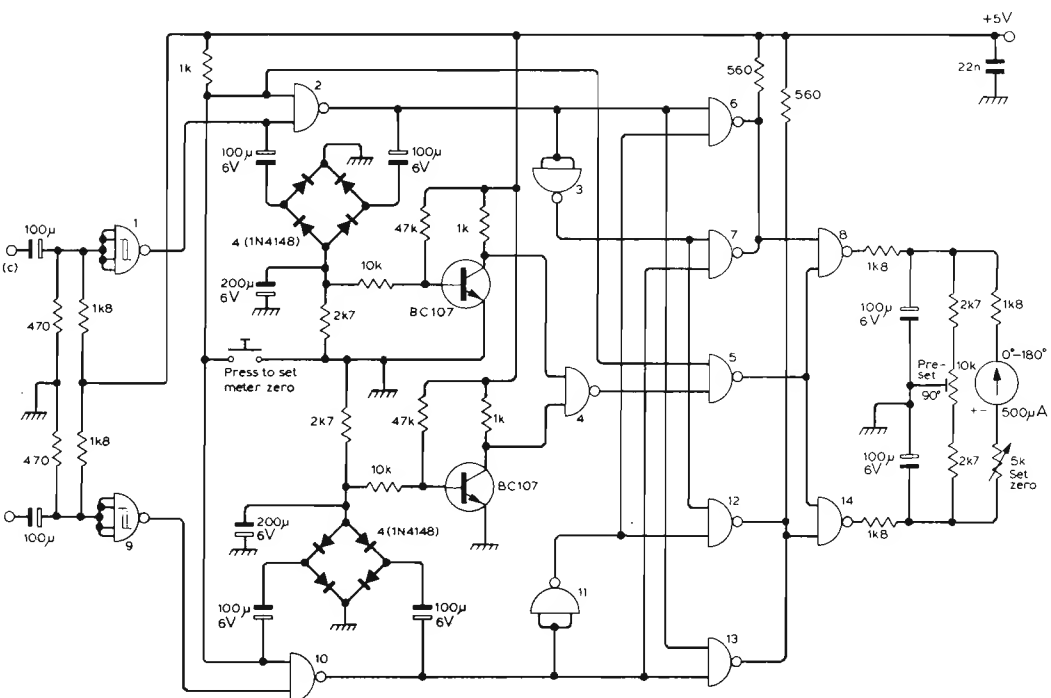 +5V
1k
2
560
22n
560
6
100µ
6V
100µ
6V
3
1
100µ
47k
1k
7
8
(c)
4 (1N4148)
1k8
200µ
6V
10k
BC107
100µ
6V
2k7
1k8
470
1k8
2k7
0°-180°
Press to set
meter zero
5
Pre-
set
90°
10k
+-
500µA
4
470
1k8
2k7
47k
1k
100µ
6V
2k7
5k
Set
zero
10k
BC107
12
14
9
100µ
200µ
6V
4(1N4148)
1k8
11
100µ
6V
100µ
6V
13
10